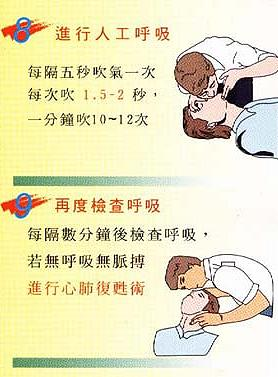 8 進行人工呼吸
每隔五秒吹氣一次
每次吹 1.5-2 秒，
一分鐘吹10~12次
9 再度檢查呼吸
每隔數分鐘後檢查呼吸，
若無呼吸無脈搏
進行心肺復甦術